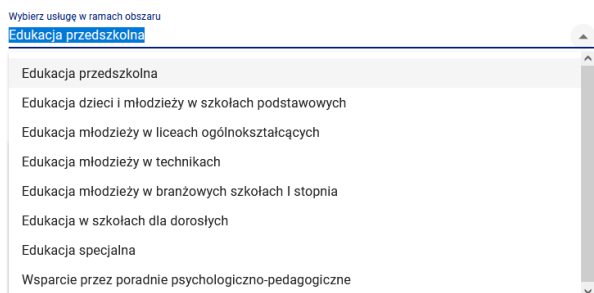 Wybierz usługę w ramach obszaru
Edukacja przedszkolna
Edukacja przedszkolna
Edukacja dzieci i młodzieży w szkołach podstawowych
Edukacja młodzieży w liceach ogólnokształcących
Edukacja młodzieży w technikach
Edukacja młodzieży w branżowych szkołach I stopnia
Edukacja w szkołach dla dorosłych
Edukacja specjalna
Wsparcie przez poradnie psychologiczno-pedagogiczne